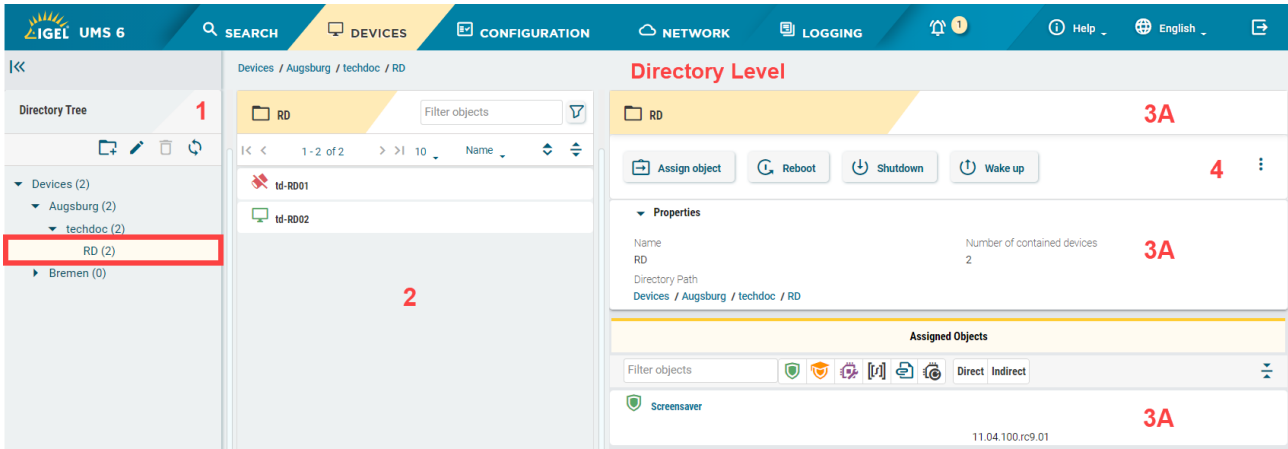 IGEL UMS 6 SEARCH DEVICES CONFIGURATION NETWORK LOGGING 1 Help English
Devices / Augsburg / techdoc / RD
Directory Level
Directory Tree
1
Devices (2)
Augsburg (2)
techdoc (2)
RD (2)
Bremen (0)
RD
Filter objects
1 - 2 of 2 10 Name
td-RD01
td-RD02
2
RD
3A
Assign object Reboot Shutdown Wake up
4
Properties
Name
RD
Number of contained devices
2
Directory Path
Devices / Augsburg / techdoc / RD
3A
Assigned Objects
Filter objects Direct Indirect
Screensaver
11.04.100.rc9.01
3A